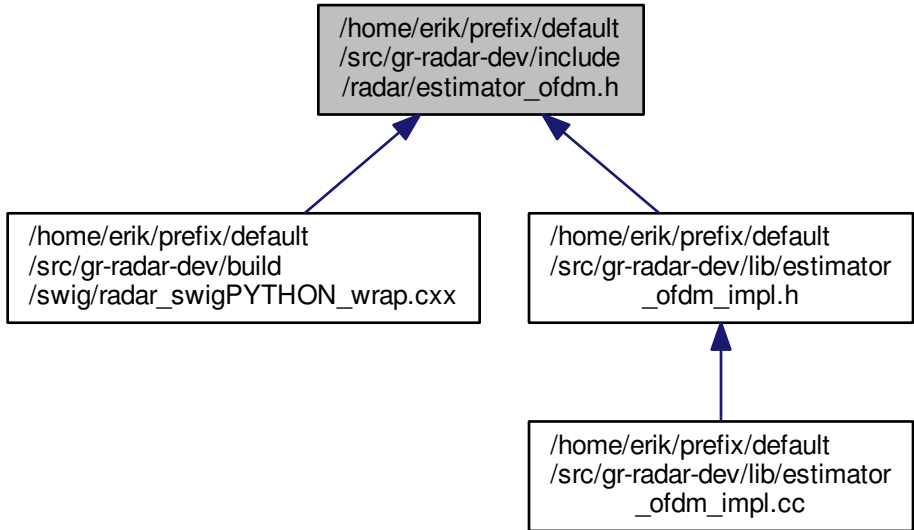 /home/erik/prefix/default
/src/gr-radar-dev/include
/radar/estimator_ofdm.h
/home/erik/prefix/default
/src/gr-radar-dev/build
/swig/radar_swigPYTHON_wrap.cxx
/home/erik/prefix/default
/src/gr-radar-dev/lib/estimator
_ofdm_impl.h
/home/erik/prefix/default
/src/gr-radar-dev/lib/estimator
_ofdm_impl.cc